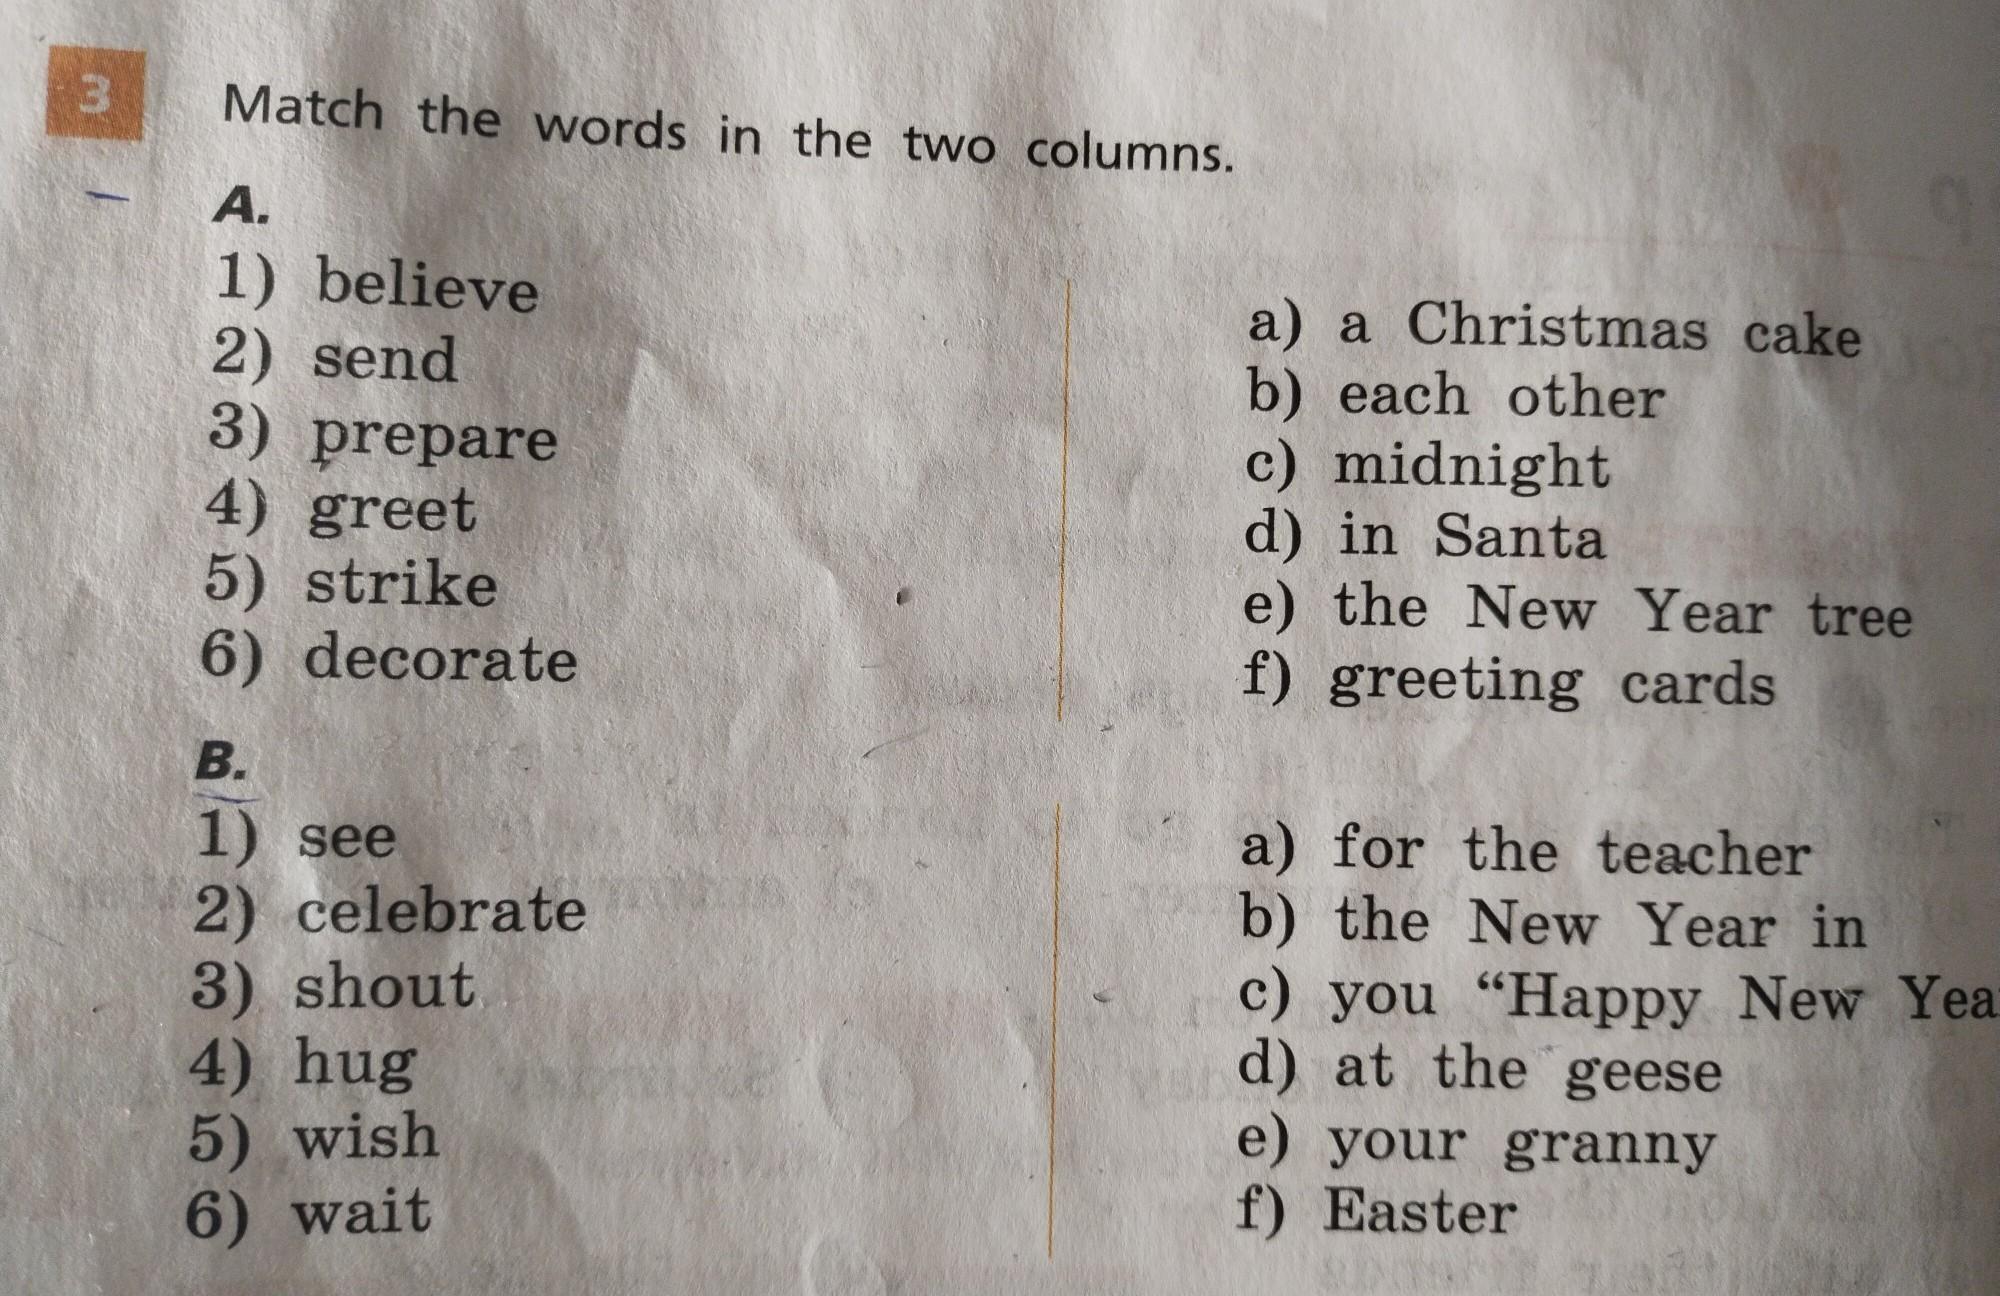 3 Match the words in the two columns.
A.
1) believe
2) send
3) prepare
4) greet
5) strike
6) decorate
a) a Christmas cake
b) each other
c) midnight
d) in Santa
e) the New Year tree
f) greeting cards
B.
1) see
2) celebrate
3) shout
4) hug
5) wish
6) wait
a) for the teacher
b) the New Year in
c) you “Happy New Yea
d) at the geese
e) your granny
f) Easter